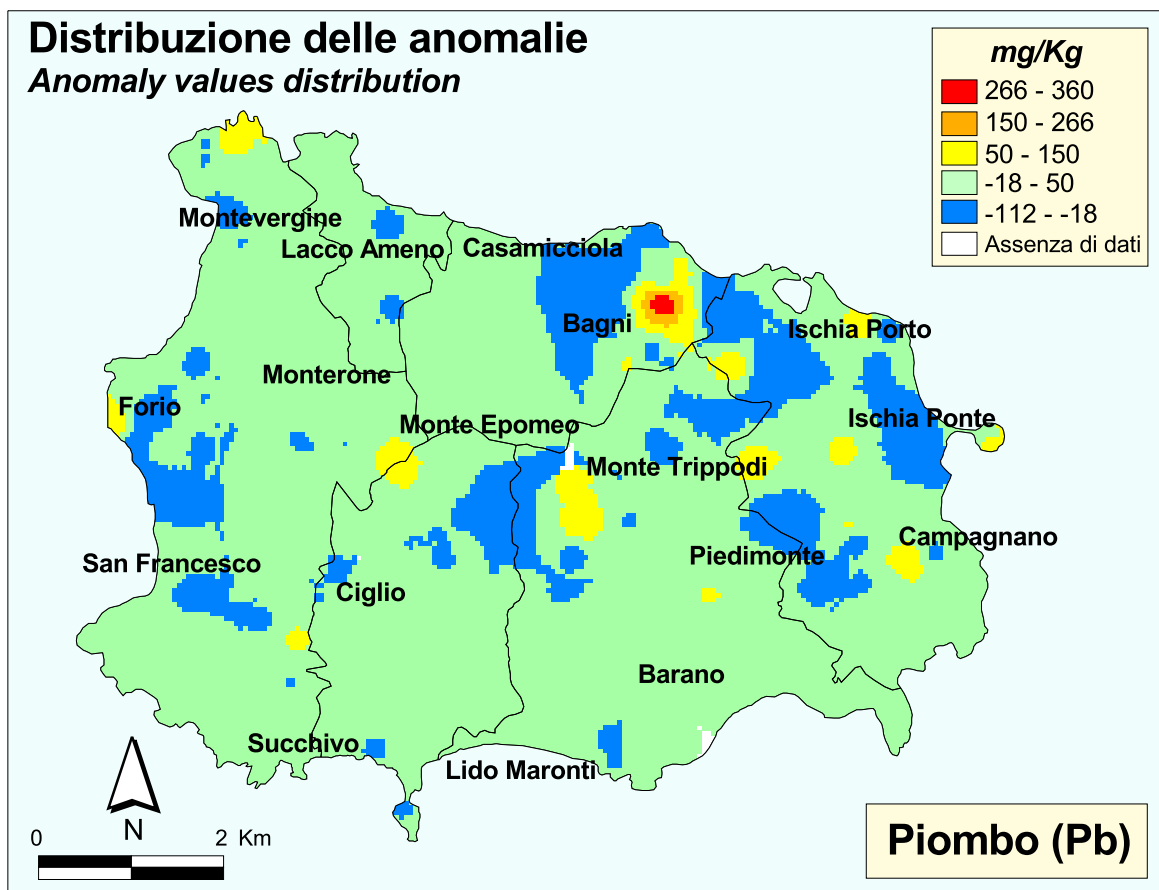 Distribuzione delle anomalie
Anomaly values distribution
mg/Kg
266 - 360
150 - 266
50 - 150
-18 - 50
-112 - -18
Assenza di dati
Montevergine
Lacco Ameno
Casamicciola
Bagni
Ischia Porto
Monterone
Forio
Monte Epomeo
Ischia Ponte
Monte Trippodi
Campagnano
San Francesco
Piedimonte
Ciglio
Barano
Succhivo
Lido Maronti
N
0 2 Km
Piombo (Pb)